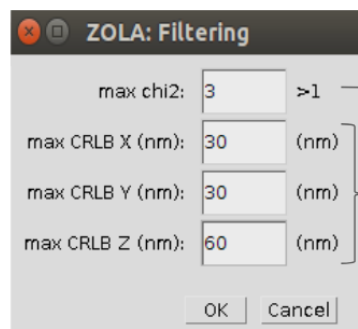 ZOLA: Filtering
max chi2: 3 >1
max CRLB X (nm): 30 (nm)
max CRLB Y (nm): 30 (nm)
max CRLB Z (nm): 60 (nm)
OK Cancel